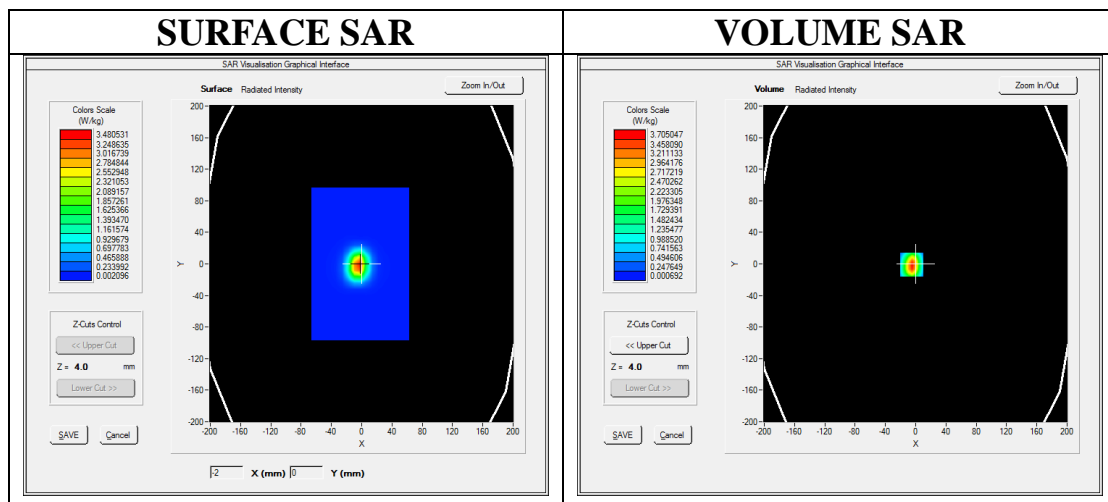 SURFACE SAR
SAR Visualisation Graphical Interface
Surface Radiated Intensity
Zoom In/Out
Colors Scale
(W/kg)
3.480531
3.248635
3.016739
2.784844
2.552948
2.321053
2.089157
1.857261
1.625366
1.393470
1.161574
0.929679
0.697783
0.465888
0.233992
0.002096
Z-Cuts Control
<< Upper Cut
Z = 4.0 mm
Lower Cut >>
SAVE Cancel
200
160
120
80
40
0
-40
-80
-120
-160
-200
Y
-200 -160 -120 -80 -40 0 40 80 120 160 200
X
-2 X (mm) 0 Y (mm)
VOLUME SAR
SAR Visualisation Graphical Interface
Volume Radiated Intensity
Zoom In/Out
Colors Scale
(W/kg)
3.705047
3.458090
3.211133
2.964176
2.717219
2.470262
2.223305
1.976348
1.729391
1.482434
1.235477
0.988520
0.741563
0.494606
0.247649
0.000692
Z-Cuts Control
<< Upper Cut
Z = 4.0 mm
Lower Cut >>
SAVE Cancel
200
160
120
80
40
0
-40
-80
-120
-160
-200
Y
-200 -160 -120 -80 -40 0 40 80 120 160 200
X